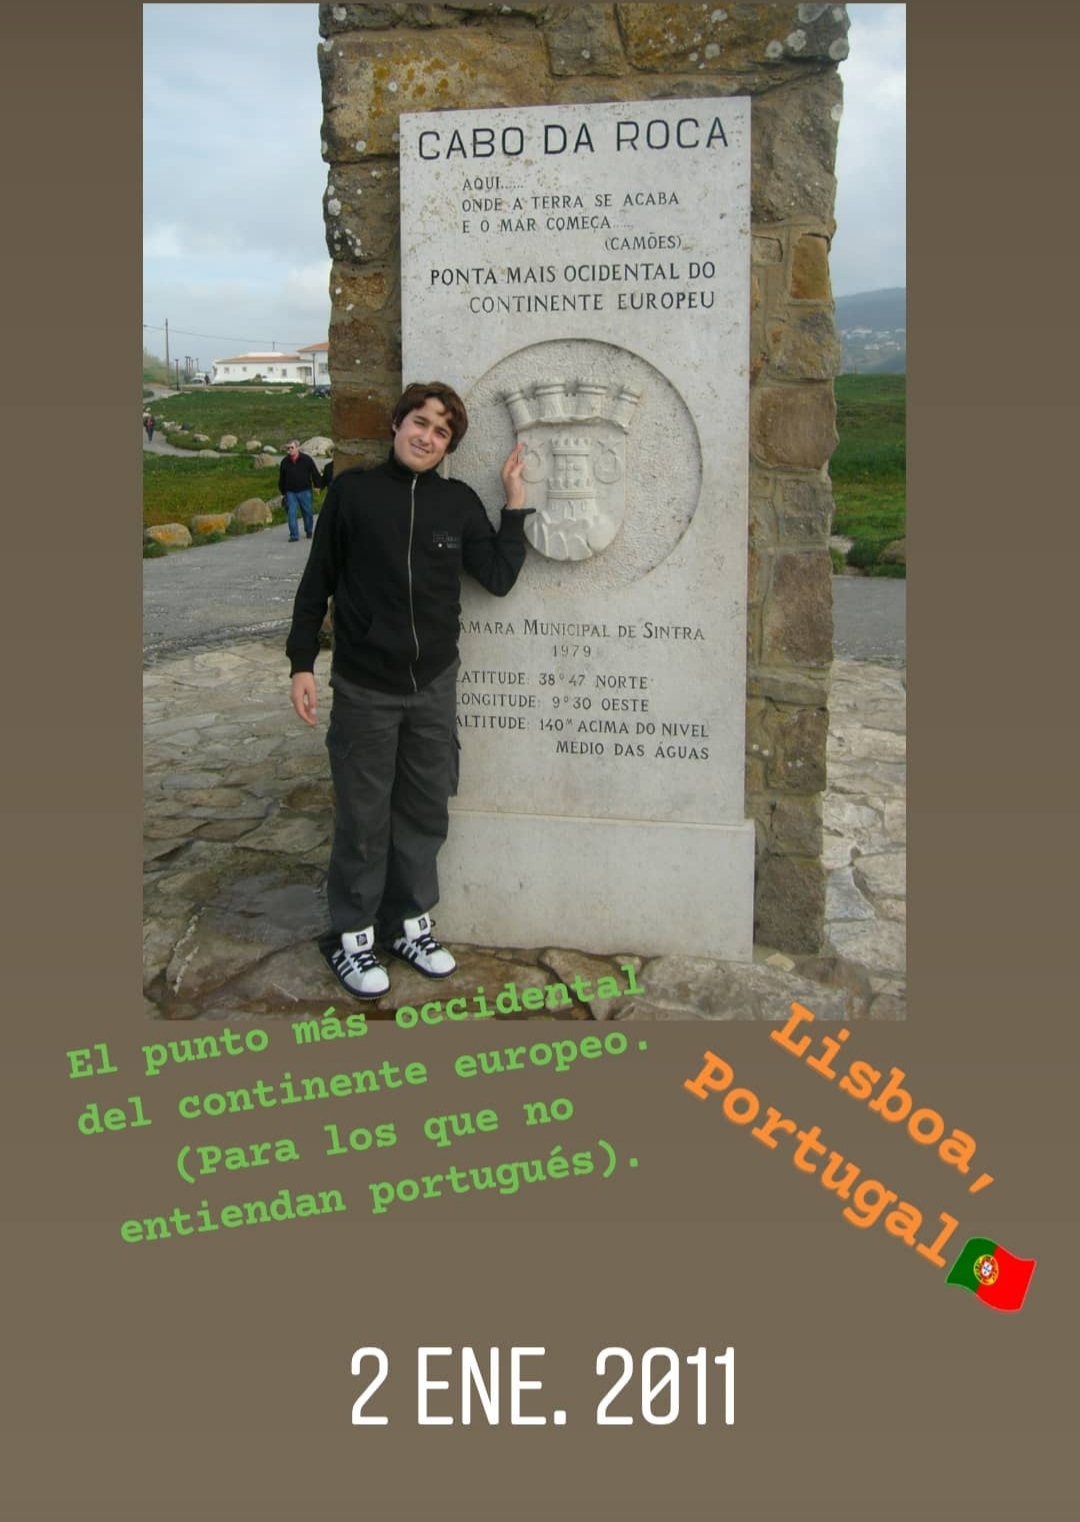 CABO DA ROCA
AQUI......
ONDE A TERRA SE ACABA
E O MAR COMEÇA.....
(CAMÕES)
PONTA MAIS OCIDENTAL DO
CONTINENTE EUROPEU
AMARA MUNICIPAL DE SINTRA
1979
ATITUDE: 38° 47 NORTE
ONGITUDE: 9° 30 OESTE
ALTITUDE: 140ᴹ ACIMA DO NIVEL
MÉDIO DAS ÁGUAS
El punto más occidental
del continente europeo.
(Para los que no
entiendan portugués).
Lisboa,
Portugal
2 ENE. 2011